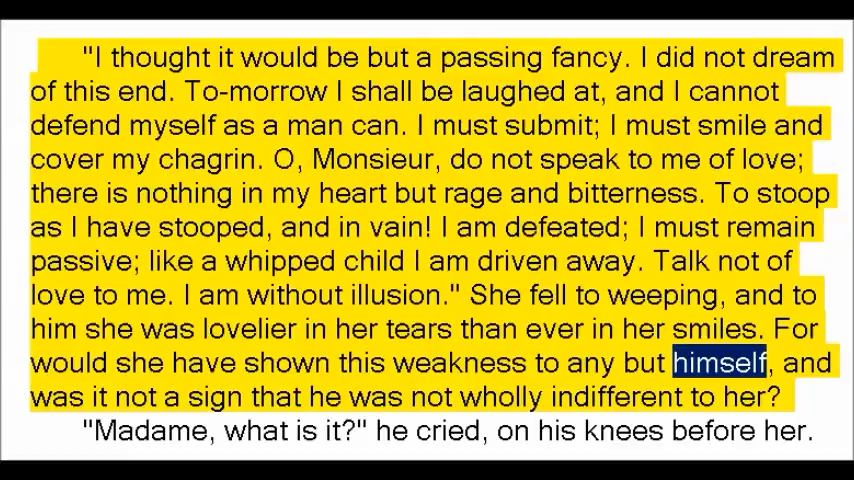 "I thought it would be but a passing fancy. I did not dream
of this end. To-morrow I shall be laughed at, and I cannot
defend myself as a man can. I must submit; I must smile and
cover my chagrin. O, Monsieur, do not speak to me of love;
there is nothing in my heart but rage and bitterness. To stoop
as I have stooped, and in vain! I am defeated; I must remain
passive; like a whipped child I am driven away. Talk not of
love to me. I am without illusion." She fell to weeping, and to
him she was lovelier in her tears than ever in her smiles. For
would she have shown this weakness to any but himself, and
was it not a sign that he was not wholly indifferent to her?
"Madame, what is it?" he cried, on his knees before her.